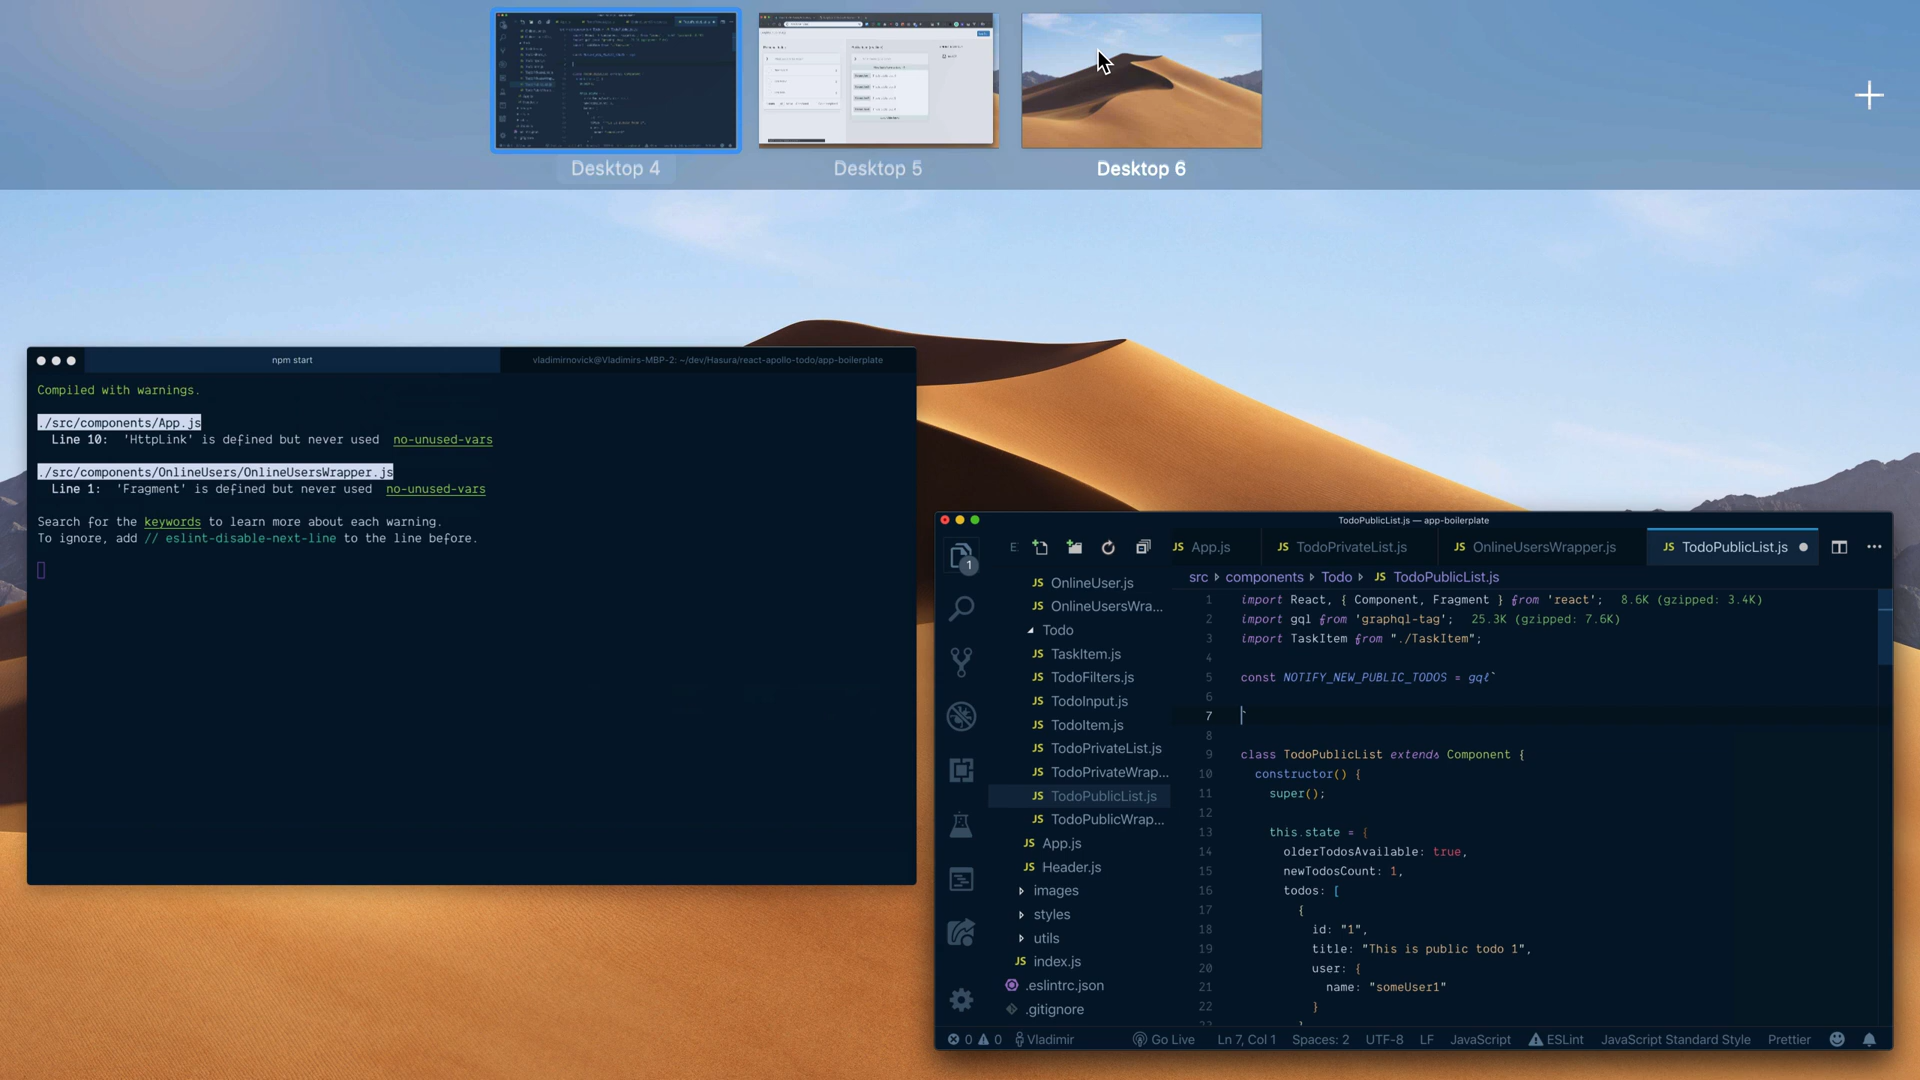 Desktop 4
Desktop 5
Desktop 6
npm start
vladimirnovick@Vladimirs-MBP-2: ~/dev/Hasura/react-apollo-todo/app-boilerplate
Compiled with warnings.
./src/components/App.js
Line 10:  'HttpLink' is defined but never used  no-unused-vars
./src/components/OnlineUsers/OnlineUsersWrapper.js
Line 1:  'Fragment' is defined but never used  no-unused-vars
Search for the keywords to learn more about each warning.
To ignore, add // eslint-disable-next-line to the line before.
TodoPublicList.js — app-boilerplate
App.js
TodoPrivateList.js
OnlineUsersWrapper.js
TodoPublicList.js
1
src components Todo TodoPublicList.js
OnlineUser.js
OnlineUsersWra...
Todo
TaskItem.js
TodoFilters.js
TodoInput.js
TodoItem.js
TodoPrivateList.js
TodoPrivateWrap...
TodoPublicList.js
TodoPublicWrap...
App.js
Header.js
images
styles
utils
index.js
.eslintrc.json
.gitignore
1 import React, { Component, Fragment } from 'react'; 8.6K (gzipped: 3.4K)
2 import gql from 'graphql-tag'; 25.3K (gzipped: 7.6K)
3 import TaskItem from "./TaskItem";
4
5 const NOTIFY_NEW_PUBLIC_TODOS = gql`
6
7 `
8
9 class TodoPublicList extends Component {
10 constructor() {
11 super();
12
13 this.state = {
14 olderTodosAvailable: true,
15 newTodosCount: 1,
16 todos: [
17 {
18 id: "1",
19 title: "This is public todo 1",
20 user: {
21 name: "someUser1"
22 }
0 0 Vladimir Go Live Ln 7, Col 1 Spaces: 2 UTF-8 LF JavaScript ESLint JavaScript Standard Style Prettier